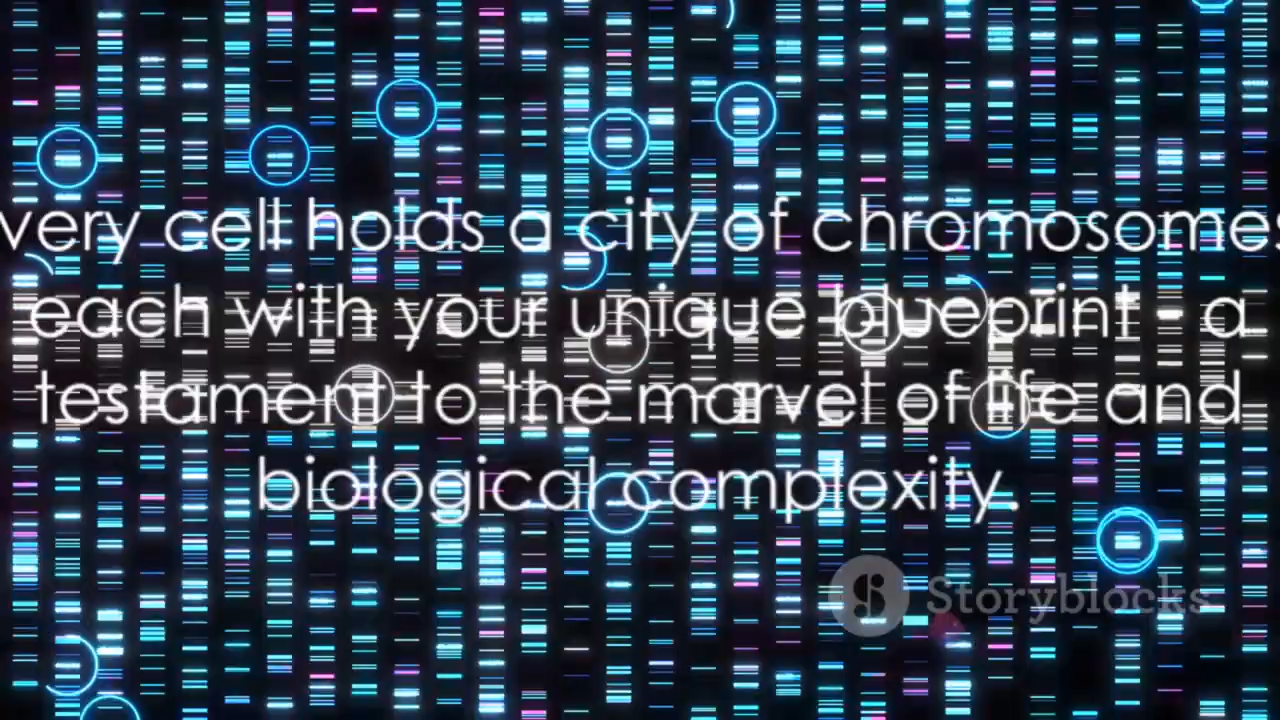 very cell holds a city of chromosomes
each with your unique blueprint - a
testament to the marvel of life and
biological complexity.
Storyblocks